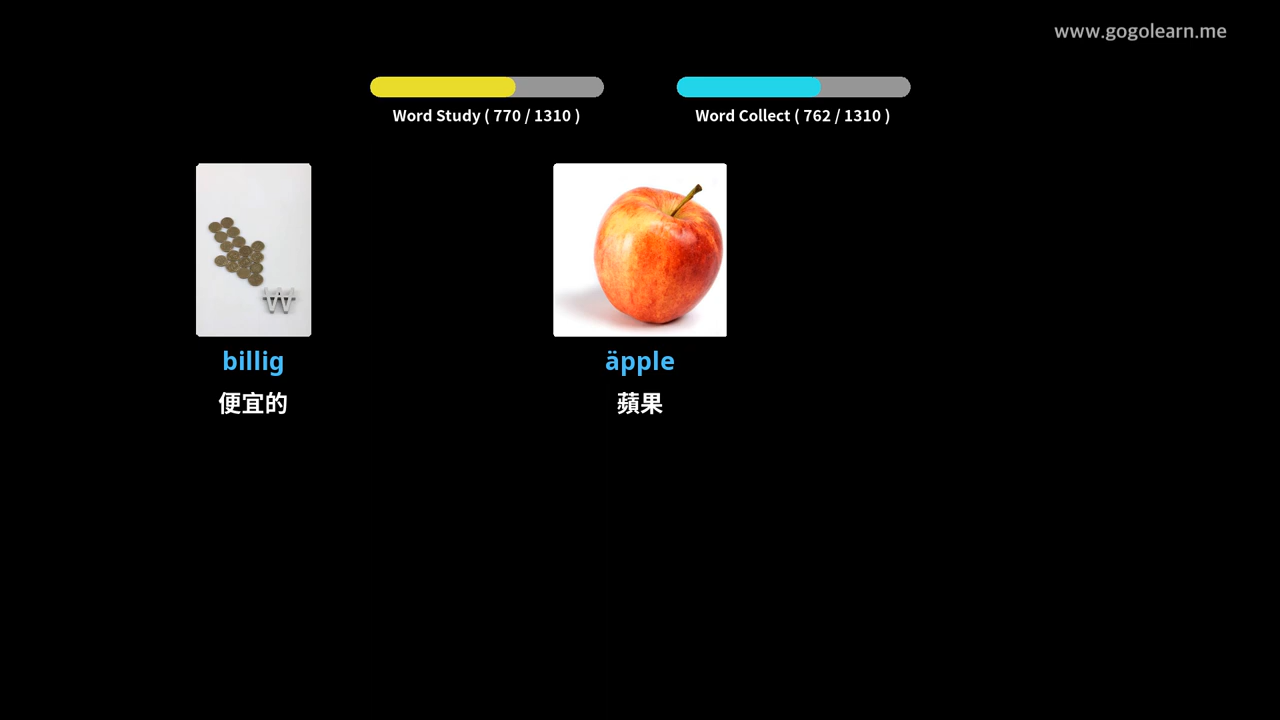 www.gogolearn.me
Word Study ( 770 / 1310 )
Word Collect ( 762 / 1310 )
billig
便宜的
äpple
蘋果